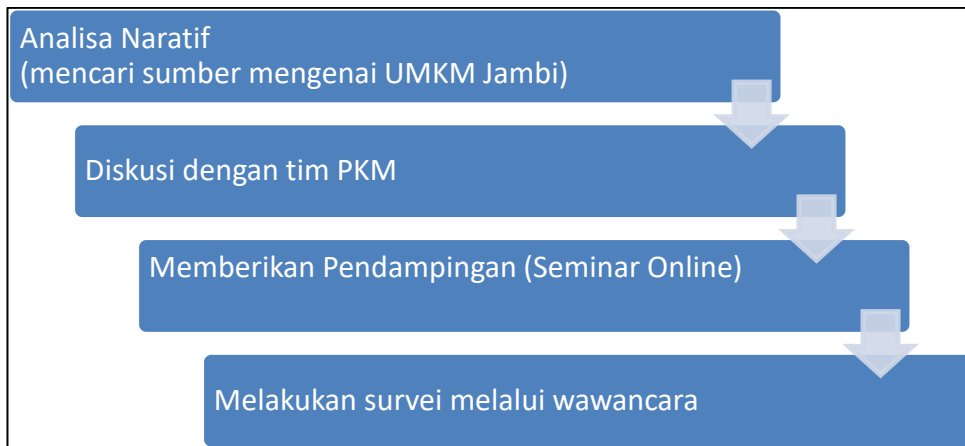 Analisa Naratif
(mencari sumber mengenai UMKM Jambi)
Diskusi dengan tim PKM
Memberikan Pendampingan (Seminar Online)
Melakukan survei melalui wawancara